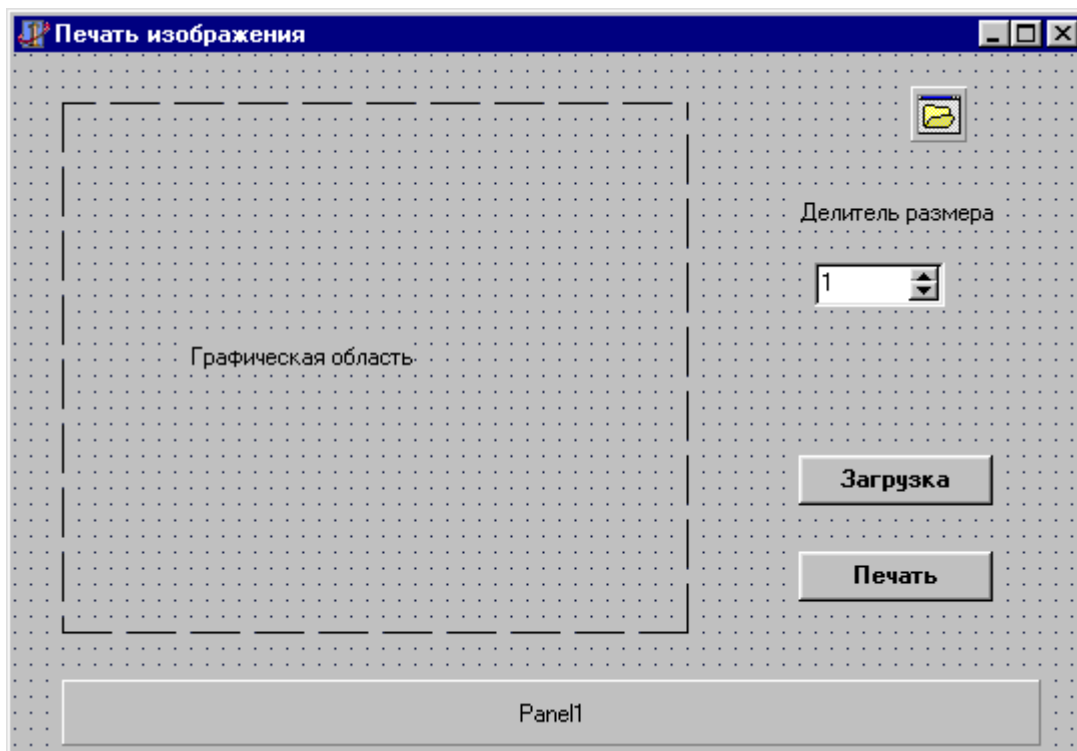 Печать изображения
Делитель размера
1
Графическая область
Загрузка
Печать
Panel1